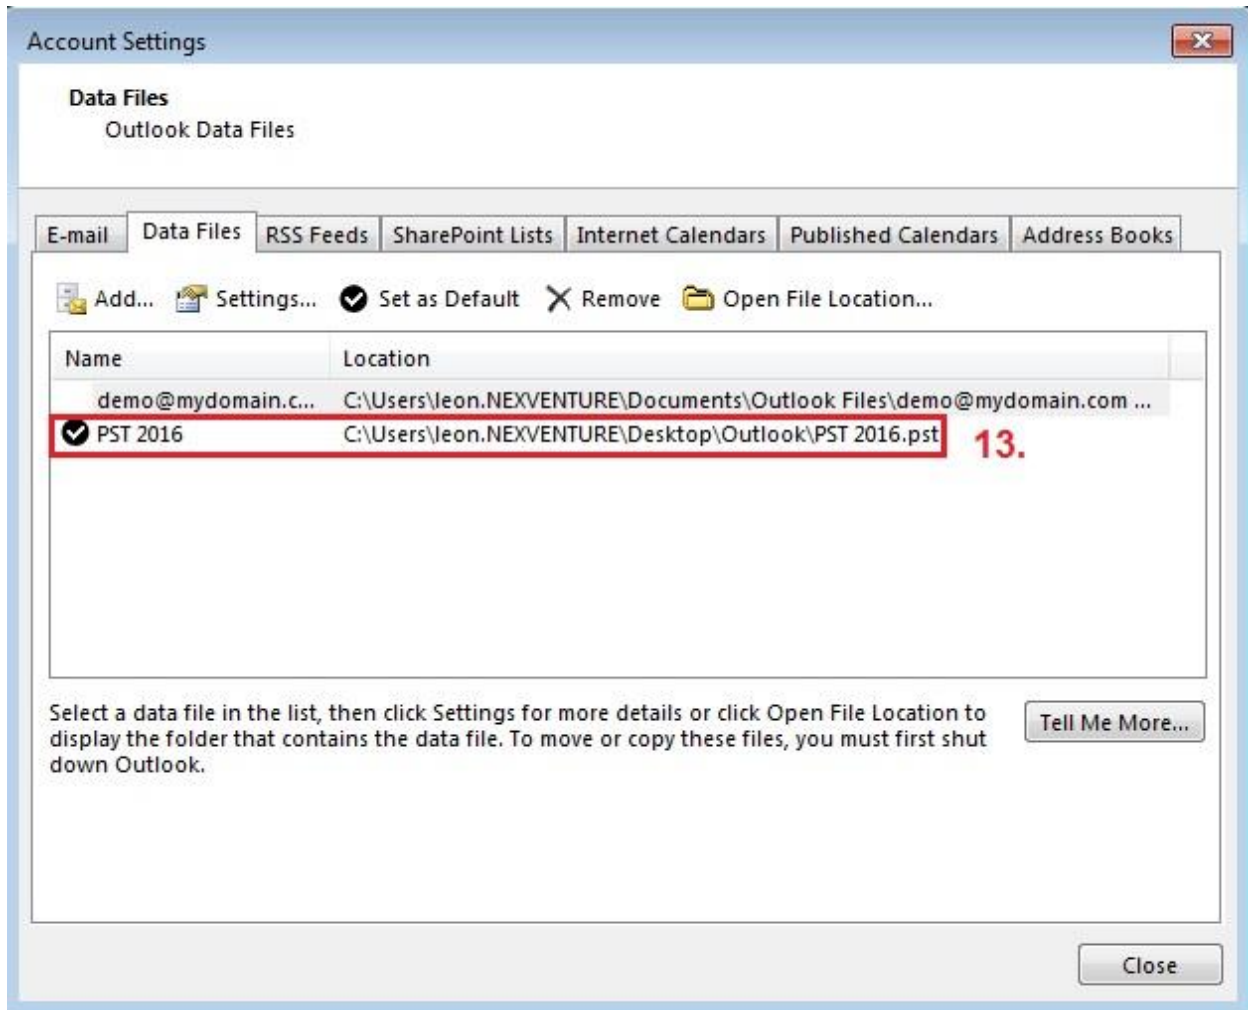 Account Settings
Data Files
Outlook Data Files
E-mail Data Files RSS Feeds SharePoint Lists Internet Calendars Published Calendars Address Books
Add... Settings... Set as Default Remove Open File Location...
Name Location
demo@mydomain.c... C:\Users\leon.NEXVENTURE\Documents\Outlook Files\demo@mydomain.com ...
PST 2016 C:\Users\leon.NEXVENTURE\Desktop\Outlook\PST 2016.pst 13.
Select a data file in the list, then click Settings for more details or click Open File Location to
display the folder that contains the data file. To move or copy these files, you must first shut
down Outlook.
Tell Me More...
Close